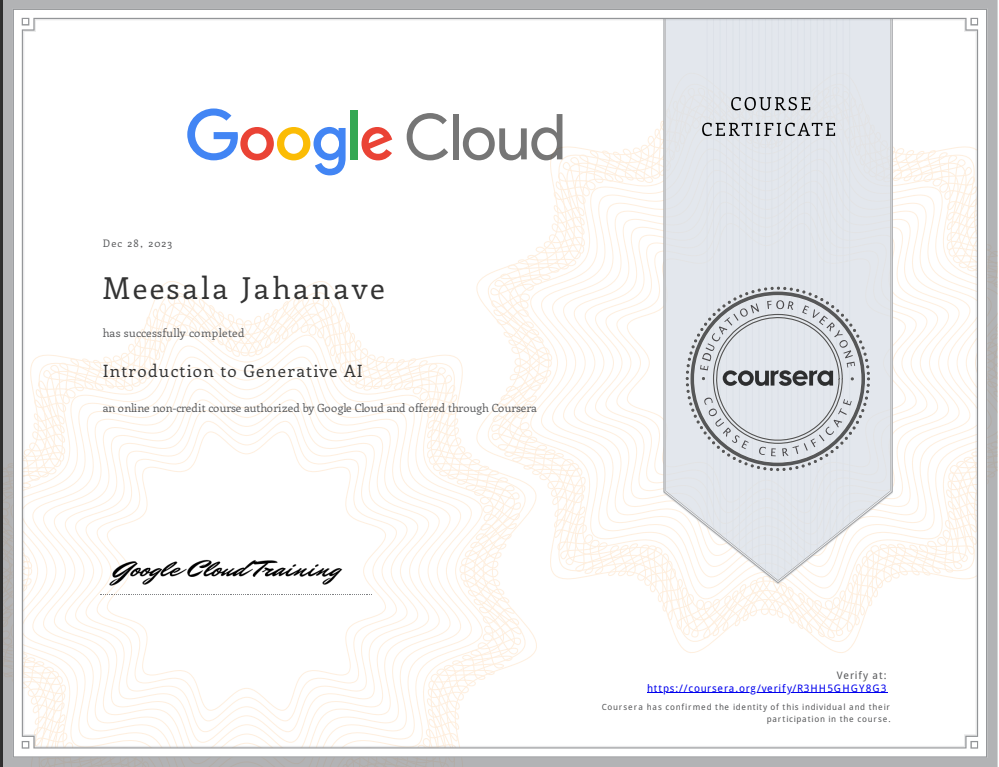 Google Cloud
COURSE
CERTIFICATE
Dec 28, 2023
Meesala Jahanave
has successfully completed
Introduction to Generative AI
an online non-credit course authorized by Google Cloud and offered through Coursera
EDUCATION FOR EVERYONE
coursera
COURSE CERTIFICATE
Google Cloud Training
Verify at:
https://coursera.org/verify/R3HH5GHGY8G3
Coursera has confirmed the identity of this individual and their
participation in the course.